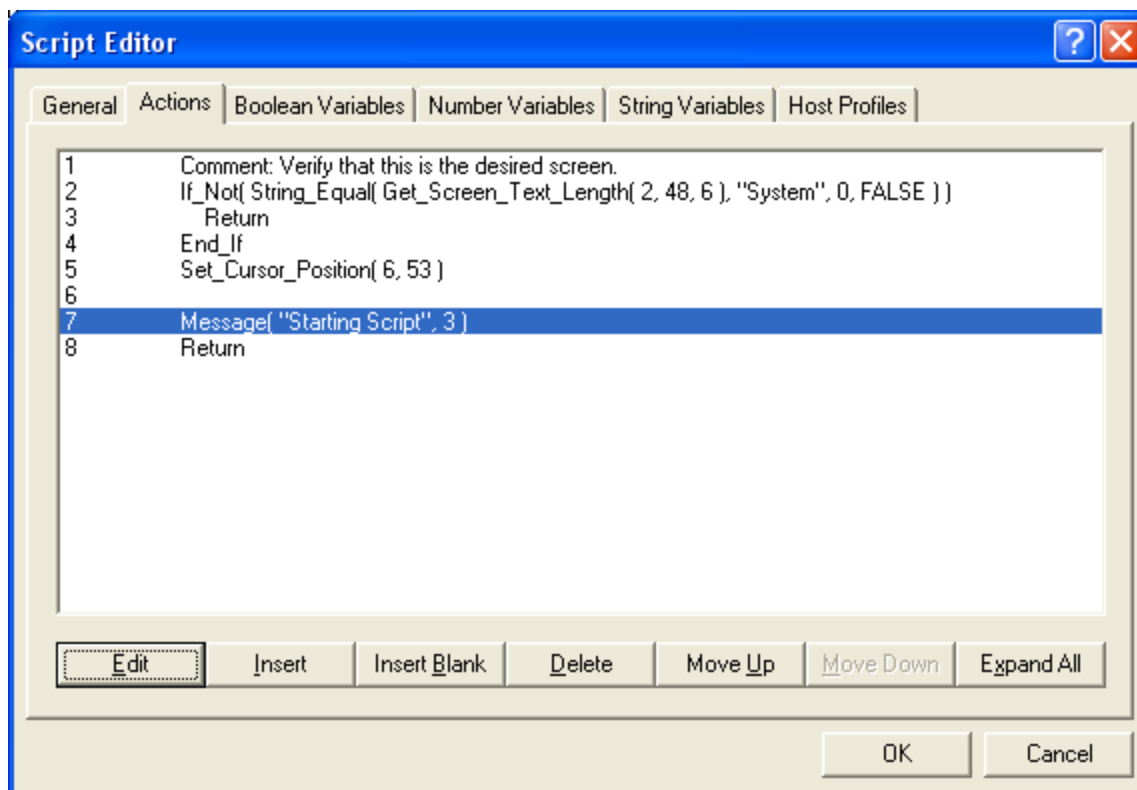 Script Editor
General Actions Boolean Variables Number Variables String Variables Host Profiles
1 Comment: Verify that this is the desired screen.
2 If_Not( String_Equal( Get_Screen_Text_Length( 2, 48, 6 ), "System", 0, FALSE ) )
3 Return
4 End_If
5 Set_Cursor_Position( 6, 53 )
6
7 Message( "Starting Script", 3 )
8 Return
Edit Insert Insert Blank Delete Move Up Move Down Expand All
OK Cancel